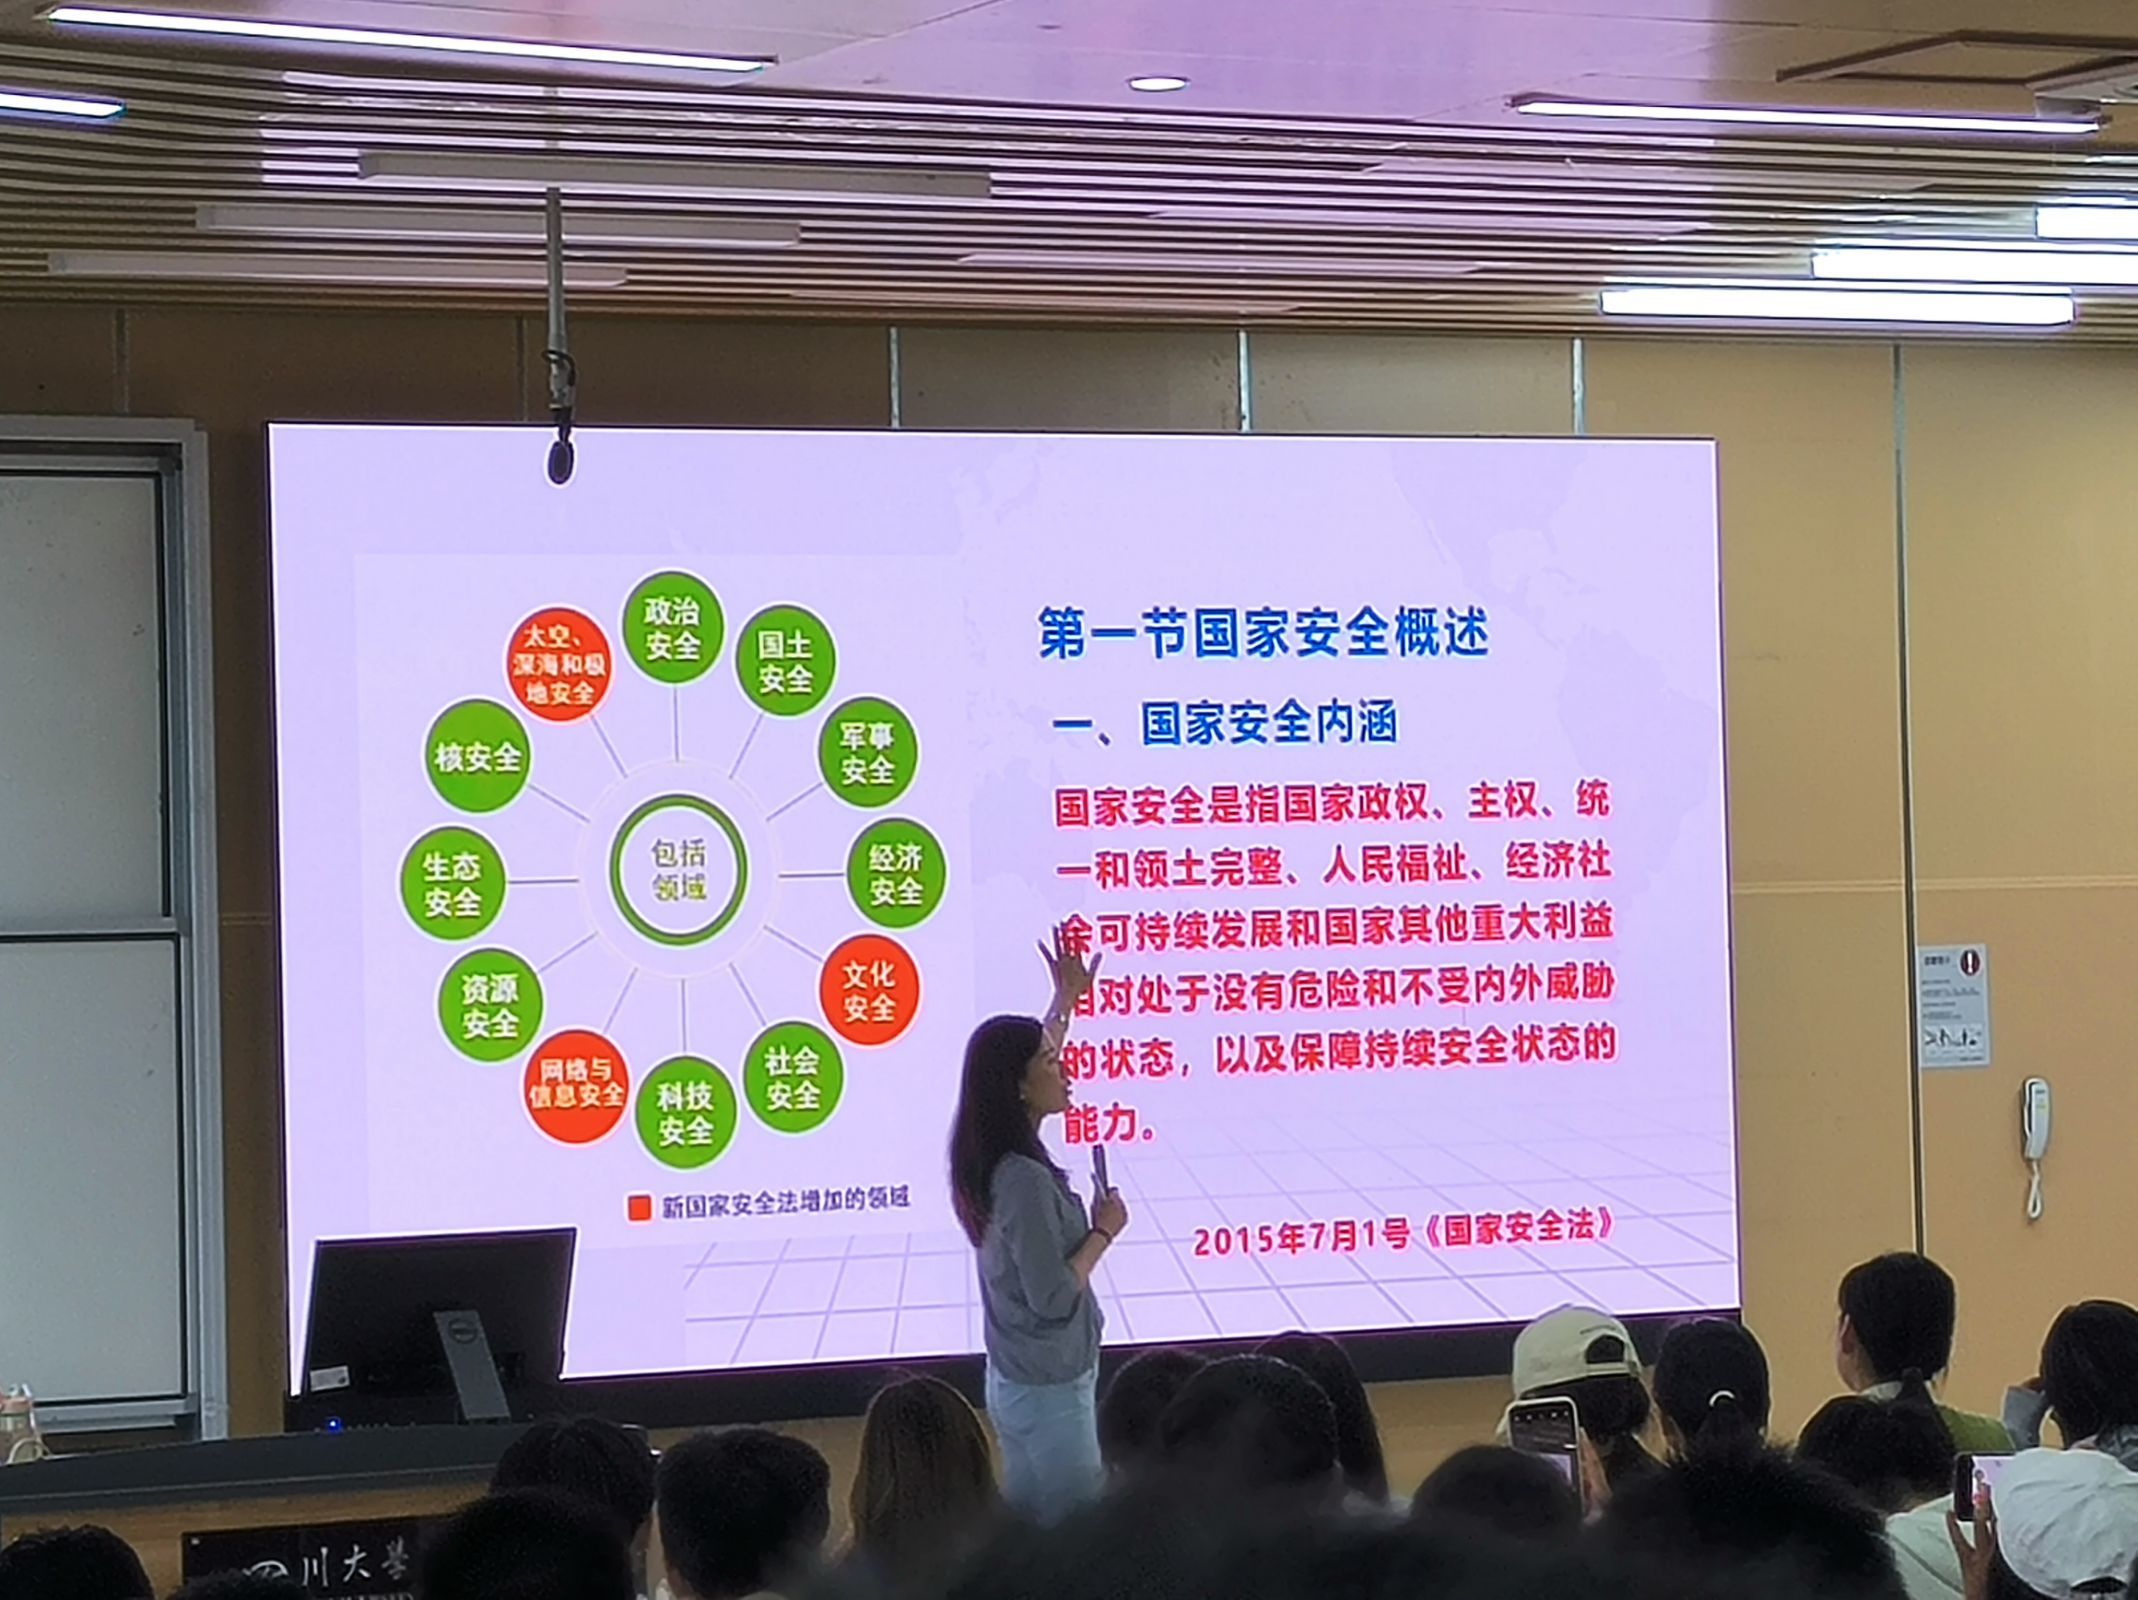 政治
安全
国土
安全
军事
安全
经济
安全
文化
安全
社会
安全
科技
安全
网络与
信息安全
资源
安全
生态
安全
核安全
太空、
深海和极
地安全
包括
领域
新国家安全法增加的领域
第一节国家安全概述
一、国家安全内涵
国家安全是指国家政权、主权、统
一和领土完整、人民福祉、经济社
会可持续发展和国家其他重大利益
相对处于没有危险和不受内外威胁
的状态，以及保障持续安全状态的
能力。
2015年7月1号《国家安全法》
四川大学